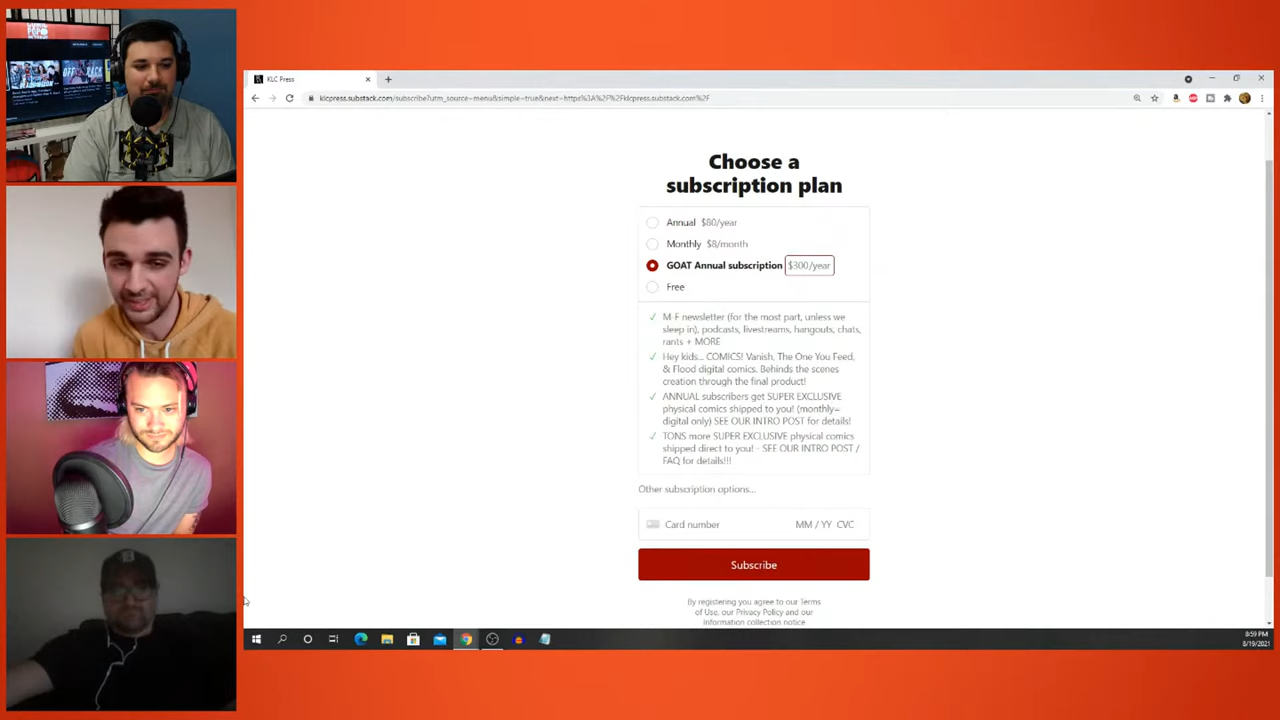 KLC Press
klcpress.substack.com/subscribe?utm_source=menu&simple=true&next=https%3A%2F%2Fklcpress.substack.com%2F
Choose a
subscription plan
Annual $80/year
Monthly $8/month
GOAT Annual subscription $300/year
Free
M-F newsletter (for the most part, unless we
sleep in), podcasts, livestreams, hangouts, chats,
rants + MORE
Hey kids... COMICS! Vanish, The One You Feed,
& Flood digital comics. Behinds the scenes
creation through the final product!
ANNUAL subscribers get SUPER EXCLUSIVE
physical comics shipped to you! (monthly=
digital only) SEE OUR INTRO POST for details!
TONS more SUPER EXCLUSIVE physical comics
shipped direct to you! - SEE OUR INTRO POST /
FAQ for details!!!
Other subscription options...
Card number MM / YY CVC
Subscribe
By registering you agree to our Terms
of Use, our Privacy Policy and our
Information collection notice
8:59 PM
8/19/2021